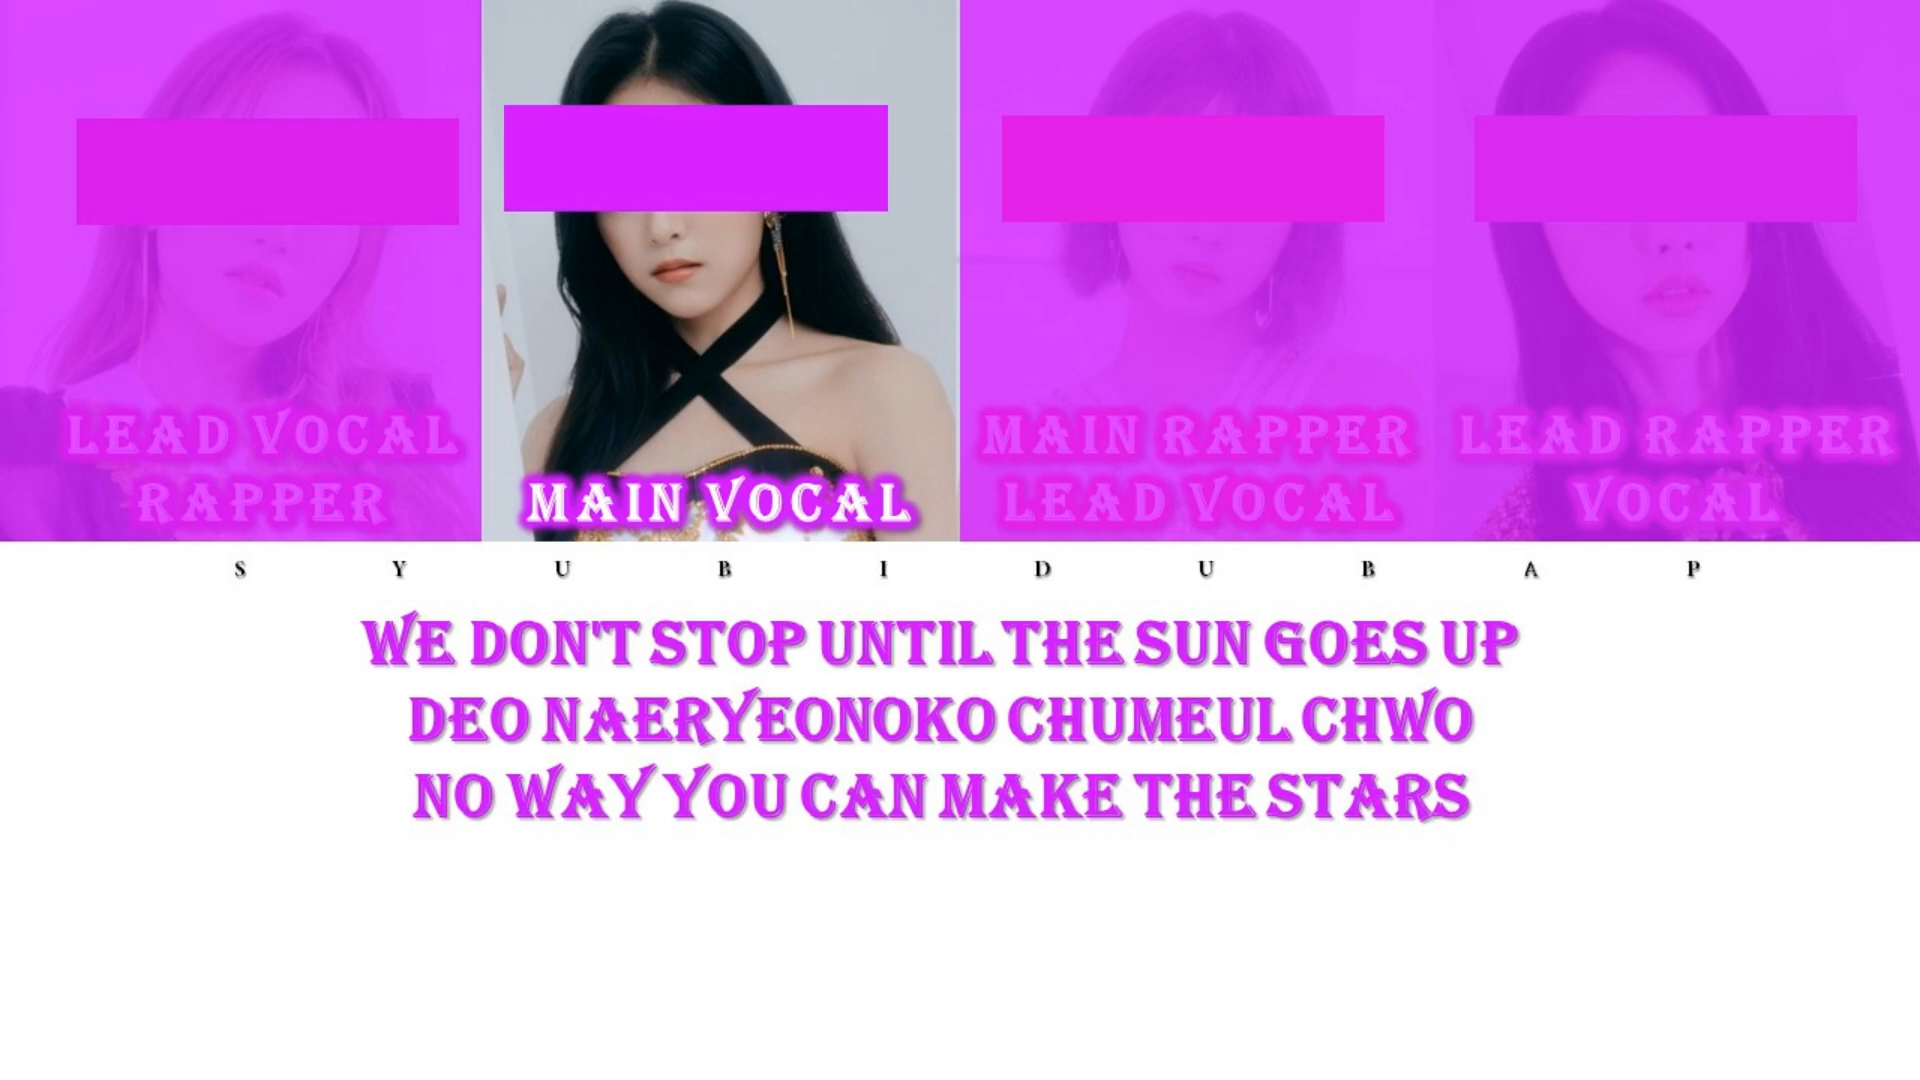 LEAD VOCAL
RAPPER
MAIN VOCAL
MAIN RAPPER
LEAD VOCAL
LEAD RAPPER
VOCAL
S Y U B I D U B A P
WE DON'T STOP UNTIL THE SUN GOES UP
DEO NAERYEONOKO CHUMEUL CHWO
NO WAY YOU CAN MAKE THE STARS